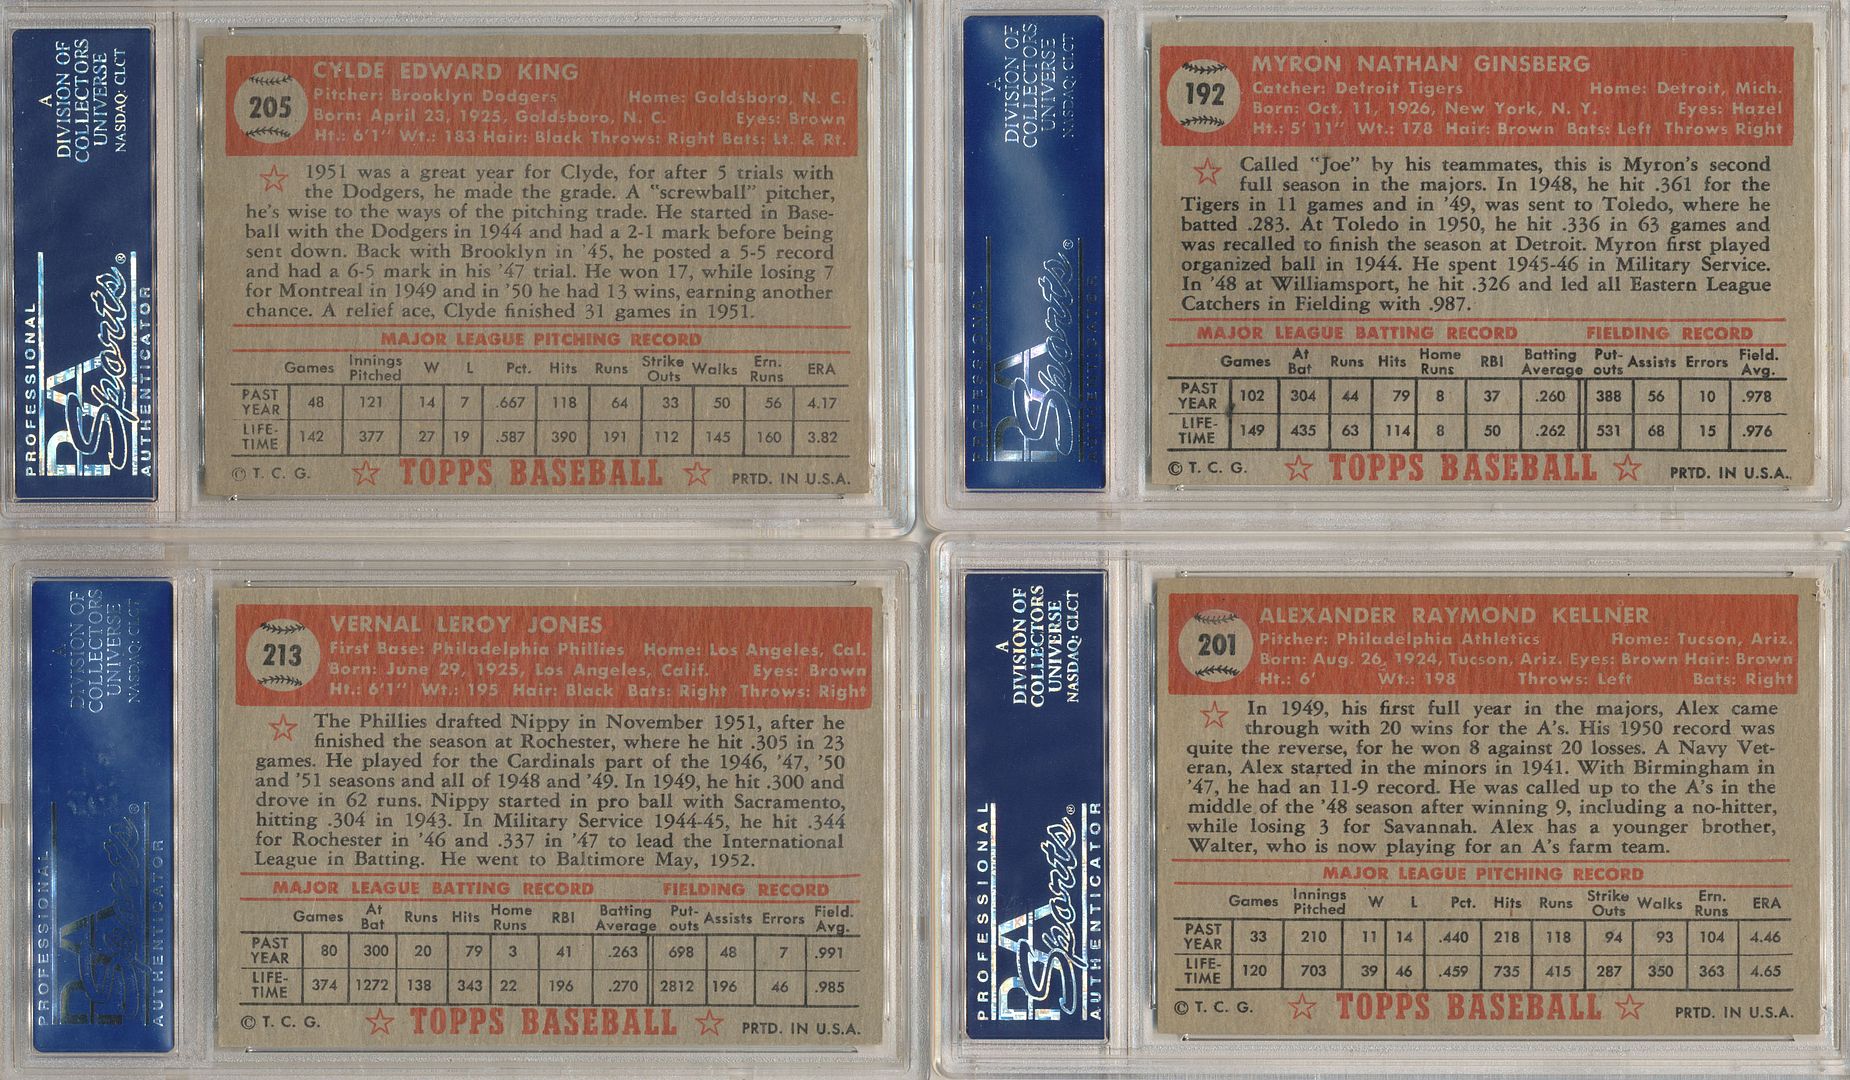 A
DIVISION OF
COLLECTORS
UNIVERSE
NASDAQ: CLCT
PROFESSIONAL
PSA
Sports®
AUTHENTICATOR
205
CYLDE EDWARD KING
Pitcher: Brooklyn Dodgers Home: Goldsboro, N. C.
Born: April 23, 1925, Goldsboro, N. C. Eyes: Brown
Ht.: 6'1" Wt.: 183 Hair: Black Throws: Right Bats: Lt. & Rt.
1951 was a great year for Clyde, for after 5 trials with
the Dodgers, he made the grade. A "screwball" pitcher,
he's wise to the ways of the pitching trade. He started in Base-
ball with the Dodgers in 1944 and had a 2-1 mark before being
sent down. Back with Brooklyn in '45, he posted a 5-5 record
and had a 6-5 mark in his '47 trial. He won 17, while losing 7
for Montreal in 1949 and in '50 he had 13 wins, earning another
chance. A relief ace, Clyde finished 31 games in 1951.
MAJOR LEAGUE PITCHING RECORD
Games Innings Pitched W L Pct. Hits Runs Strike Outs Walks Ern. Runs ERA
PAST YEAR 48 121 14 7 .667 118 64 33 50 56 4.17
LIFE-TIME 142 377 27 19 .587 390 191 112 145 160 3.82
© T. C. G. TOPPS BASEBALL PRTD. IN U.S.A.
A
DIVISION OF
COLLECTORS
UNIVERSE
NASDAQ: CLCT
PROFESSIONAL
PSA
Sports®
AUTHENTICATOR
192
MYRON NATHAN GINSBERG
Catcher: Detroit Tigers Home: Detroit, Mich.
Born: Oct. 11, 1926, New York, N. Y. Eyes: Hazel
Ht.: 5' 11" Wt.: 178 Hair: Brown Bats: Left Throws Right
Called "Joe" by his teammates, this is Myron's second
full season in the majors. In 1948, he hit .361 for the
Tigers in 11 games and in '49, was sent to Toledo, where he
batted .283. At Toledo in 1950, he hit .336 in 63 games and
was recalled to finish the season at Detroit. Myron first played
organized ball in 1944. He spent 1945-46 in Military Service.
In '48 at Williamsport, he hit .326 and led all Eastern League
Catchers in Fielding with .987.
MAJOR LEAGUE BATTING RECORD FIELDING RECORD
Games At Bat Runs Hits Home Runs RBI Batting Average Put-outs Assists Errors Field. Avg.
PAST YEAR 102 304 44 79 8 37 .260 388 56 10 .978
LIFE-TIME 149 435 63 114 8 50 .262 531 68 15 .976
© T. C. G. TOPPS BASEBALL PRTD. IN U.S.A.
A
DIVISION OF
COLLECTORS
UNIVERSE
NASDAQ: CLCT
PROFESSIONAL
PSA
Sports®
AUTHENTICATOR
213
VERNAL LEROY JONES
First Base: Philadelphia Phillies Home: Los Angeles, Cal.
Born: June 29, 1925, Los Angeles, Calif. Eyes: Brown
Ht.: 6'1" Wt.: 195 Hair: Black Bats: Right Throws: Right
The Phillies drafted Nippy in November 1951, after he
finished the season at Rochester, where he hit .305 in 23
games. He played for the Cardinals part of the 1946, '47, '50
and '51 seasons and all of 1948 and '49. In 1949, he hit .300 and
drove in 62 runs. Nippy started in pro ball with Sacramento,
hitting .304 in 1943. In Military Service 1944-45, he hit .344
for Rochester in '46 and .337 in '47 to lead the International
League in Batting. He went to Baltimore May, 1952.
MAJOR LEAGUE BATTING RECORD FIELDING RECORD
Games At Bat Runs Hits Home Runs RBI Batting Average Put-outs Assists Errors Field. Avg.
PAST YEAR 80 300 20 79 3 41 .263 698 48 7 .991
LIFE-TIME 374 1272 138 343 22 196 .270 2812 196 46 .985
© T. C. G. TOPPS BASEBALL PRTD. IN U.S.A.
A
DIVISION OF
COLLECTORS
UNIVERSE
NASDAQ: CLCT
PROFESSIONAL
PSA
Sports®
AUTHENTICATOR
201
ALEXANDER RAYMOND KELLNER
Pitcher: Philadelphia Athletics Home: Tucson, Ariz.
Born: Aug. 26, 1924, Tucson, Ariz. Eyes: Brown Hair: Brown
Ht.: 6' Wt.: 198 Throws: Left Bats: Right
In 1949, his first full year in the majors, Alex came
through with 20 wins for the A's. His 1950 record was
quite the reverse, for he won 8 against 20 losses. A Navy Vet-
eran, Alex started in the minors in 1941. With Birmingham in
'47, he had an 11-9 record. He was called up to the A's in the
middle of the '48 season after winning 9, including a no-hitter,
while losing 3 for Savannah. Alex has a younger brother,
Walter, who is now playing for an A's farm team.
MAJOR LEAGUE PITCHING RECORD
Games Innings Pitched W L Pct. Hits Runs Strike Outs Walks Ern. Runs ERA
PAST YEAR 33 210 11 14 .440 218 118 94 93 104 4.46
LIFE-TIME 120 703 39 46 .459 735 415 287 350 363 4.65
© T. C. G. TOPPS BASEBALL PRTD. IN U.S.A.